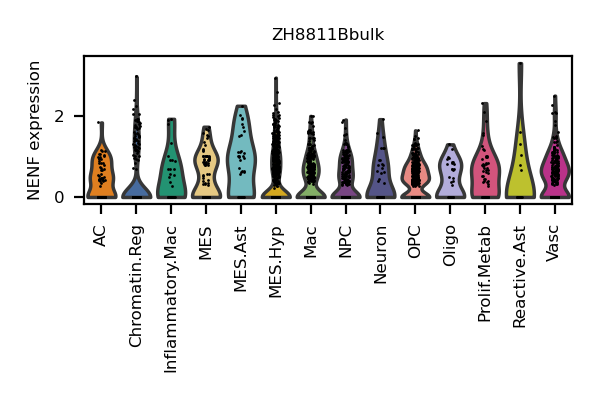 ZH8811Bbulk
NENF expression
2
0
AC
Chromatin.Reg
Inflammatory.Mac
MES
MES.Ast
MES.Hyp
Mac
NPC
Neuron
OPC
Oligo
Prolif.Metab
Reactive.Ast
Vasc